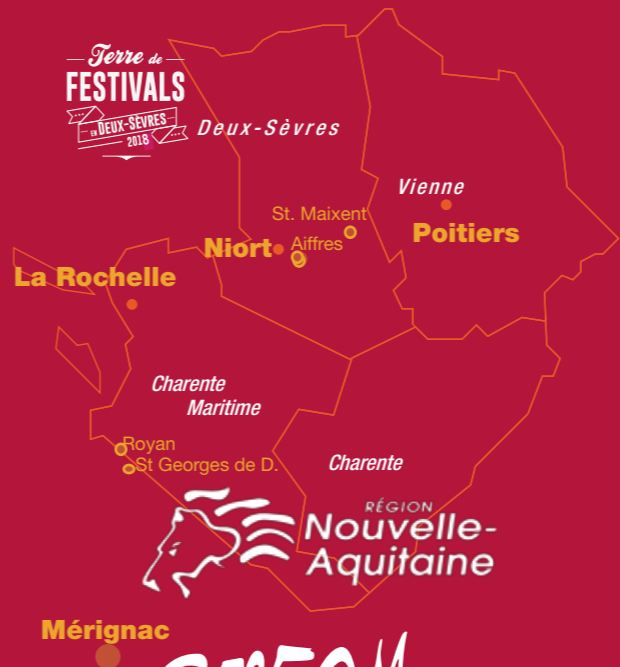 Terre de
FESTIVALS
EN DEUX-SÈVRES
2018
Deux-Sèvres
Vienne
St. Maixent
Poitiers
Niort
Aiffres
La Rochelle
Charente
Maritime
Royan
St Georges de D.
Charente
RÉGION
Nouvelle-
Aquitaine
Mérignac